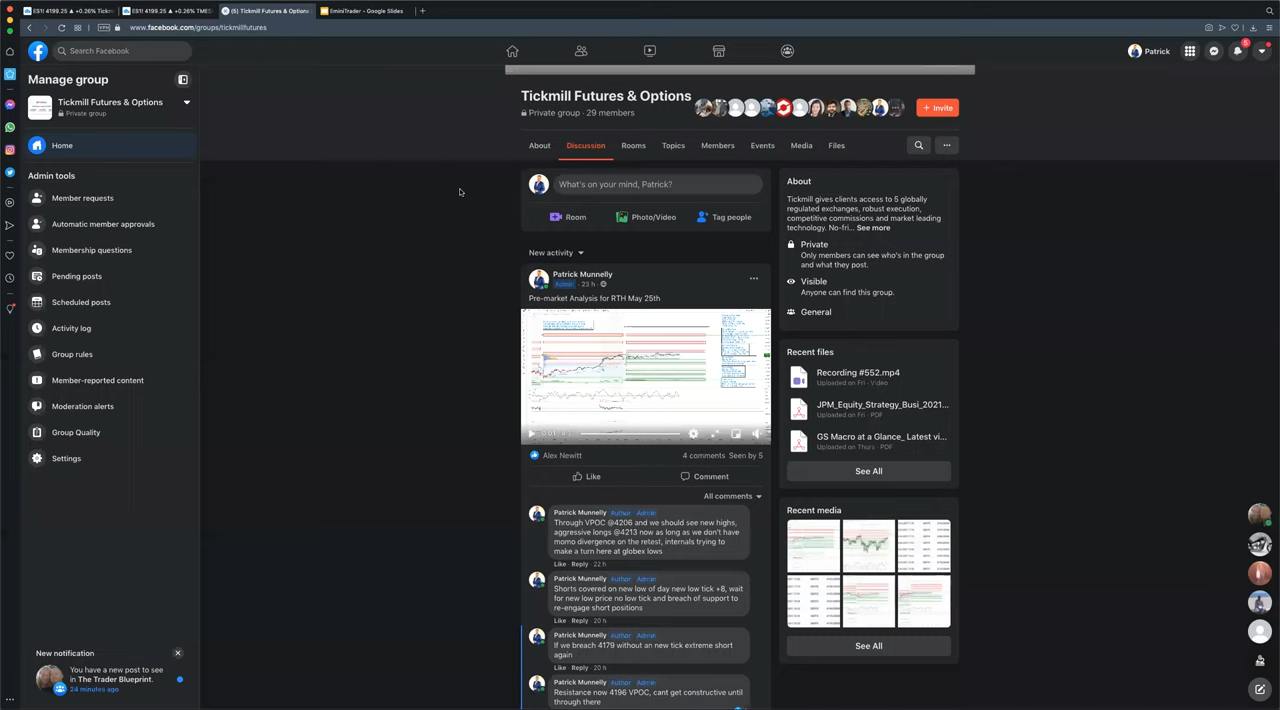 ES1! 4199.25 ▲ +0.26% Tickm
ES1! 4199.25 ▲ +0.26% TMES
(5) Tickmill Futures & Options
EminiTrader - Google Slides
VPN
www.facebook.com/groups/tickmillfutures
Search Facebook
Patrick
Manage group
Tickmill Futures & Options
Private group
Home
Admin tools
Member requests
Automatic member approvals
Membership questions
Pending posts
Scheduled posts
Activity log
Group rules
Member-reported content
Moderation alerts
Group Quality
Settings
New notification
You have a new post to see
in The Trader Blueprint.
24 minutes ago
Tickmill Futures & Options
Private group · 29 members
+ Invite
About
Discussion
Rooms
Topics
Members
Events
Media
Files
What's on your mind, Patrick?
Room
Photo/Video
Tag people
New activity
Patrick Munnelly
Admin · 23 h ·
Pre-market Analysis for RTH May 25th
Alex Newitt
4 comments Seen by 5
Like
Comment
All comments
Patrick Munnelly Author Admin
Through VPOC @4206 and we should see new highs,
aggressive longs @4213 now as long as we don't have
momo divergence on the retest, internals trying to
make a turn here at globex lows
Like · Reply · 22 h
Patrick Munnelly Author Admin
Shorts covered on new low of day new low tick +8, wait
for new low price no low tick and breach of support to
re-engage short positions
Like · Reply · 20 h
Patrick Munnelly Author Admin
If we breach 4179 without an new tick extreme short
again
Like · Reply · 20 h
Patrick Munnelly Author Admin
Resistance now 4196 VPOC, cant get constructive until
through there
About
Tickmill gives clients access to 5 globally
regulated exchanges, robust execution,
competitive commissions and market leading
technology. No-fri... See more
Private
Only members can see who's in the group
and what they post.
Visible
Anyone can find this group.
General
Recent files
Recording #552.mp4
Uploaded on Fri · Video
JPM_Equity_Strategy_Busi_2021...
Uploaded on Fri · PDF
GS Macro at a Glance_ Latest vi...
Uploaded on Thurs · PDF
See All
Recent media
See All